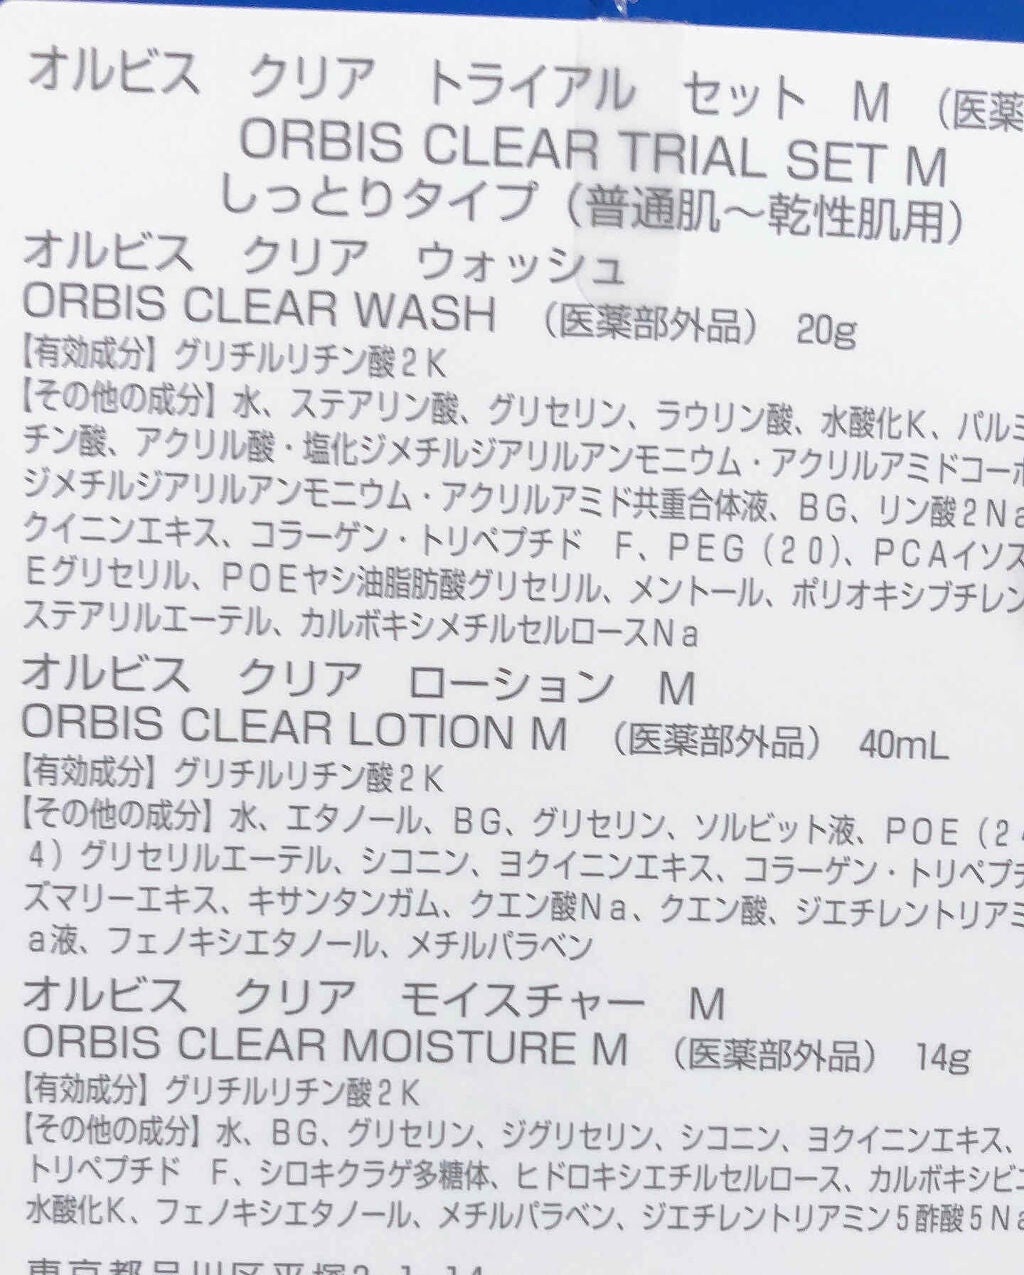 オルビス　クリア　トライアル　セット　M　（医薬
ORBIS CLEAR TRIAL SET M
しっとりタイプ（普通肌～乾性肌用）
オルビス　クリア　ウォッシュ
ORBIS CLEAR WASH　（医薬部外品）　20g
【有効成分】グリチルリチン酸２Ｋ
【その他の成分】水、ステアリン酸、グリセリン、ラウリン酸、水酸化Ｋ、パルミ
チン酸、アクリル酸・塩化ジメチルジアリルアンモニウム・アクリルアミドコーポ
ジメチルジアリルアンモニウム・アクリルアミド共重合体液、ＢＧ、リン酸２Ｎａ
クイニンエキス、コラーゲン・トリペプチド　Ｆ、ＰＥＧ（２０）、ＰＣＡイソス
Ｅグリセリル、ＰＯＥヤシ油脂肪酸グリセリル、メントール、ポリオキシブチレン
ステアリルエーテル、カルボキシメチルセルロースＮａ
オルビス　クリア　ローション　M
ORBIS CLEAR LOTION M　（医薬部外品）　40mL
【有効成分】グリチルリチン酸２Ｋ
【その他の成分】水、エタノール、ＢＧ、グリセリン、ソルビット液、ＰＯＥ（２４
４）グリセリルエーテル、シコニン、ヨクイニンエキス、コラーゲン・トリペプチ
ズマリーエキス、キサンタンガム、クエン酸Ｎａ、クエン酸、ジエチレントリアミ
ａ液、フェノキシエタノール、メチルパラベン
オルビス　クリア　モイスチャー　M
ORBIS CLEAR MOISTURE M　（医薬部外品）　14g
【有効成分】グリチルリチン酸２Ｋ
【その他の成分】水、ＢＧ、グリセリン、ジグリセリン、シコニン、ヨクイニンエキス、
トリペプチド　Ｆ、シロキクラゲ多糖体、ヒドロキシエチルセルロース、カルボキシビニ
水酸化Ｋ、フェノキシエタノール、メチルパラベン、ジエチレントリアミン５酢酸５Ｎａ
東京都品川区平塚2-1-14